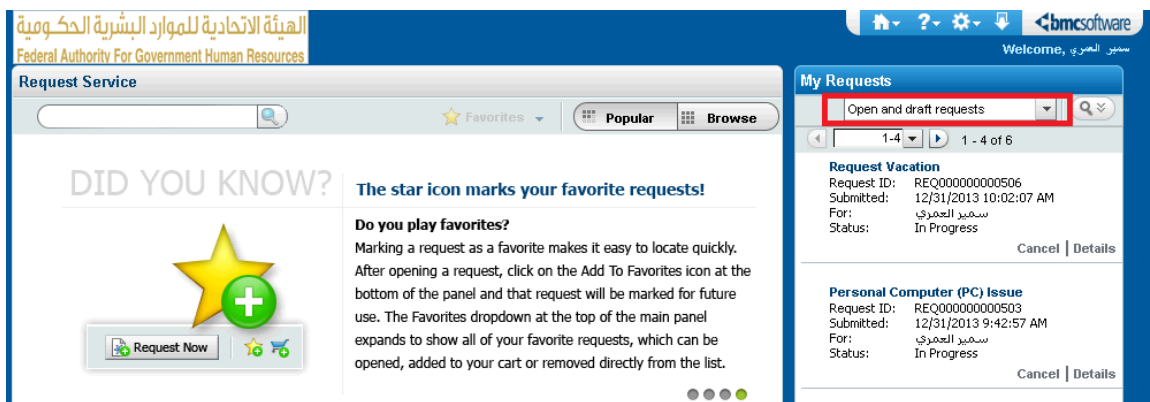 الهيئة الاتحادية للموارد البشرية الحكـومية
Federal Authority For Government Human Resources
bmcsoftware
Welcome, سمير العمري
Request Service
Favorites
Popular
Browse
DID YOU KNOW?
The star icon marks your favorite requests!
Do you play favorites?
Marking a request as a favorite makes it easy to locate quickly.
After opening a request, click on the Add To Favorites icon at the
bottom of the panel and that request will be marked for future
use. The Favorites dropdown at the top of the main panel
expands to show all of your favorite requests, which can be
opened, added to your cart or removed directly from the list.
Request Now
My Requests
Open and draft requests
1-4 1 - 4 of 6
Request Vacation
Request ID: REQ000000000506
Submitted: 12/31/2013 10:02:07 AM
For: سمير العمري
Status: In Progress
Cancel | Details
Personal Computer (PC) Issue
Request ID: REQ000000000503
Submitted: 12/31/2013 9:42:57 AM
For: سمير العمري
Status: In Progress
Cancel | Details